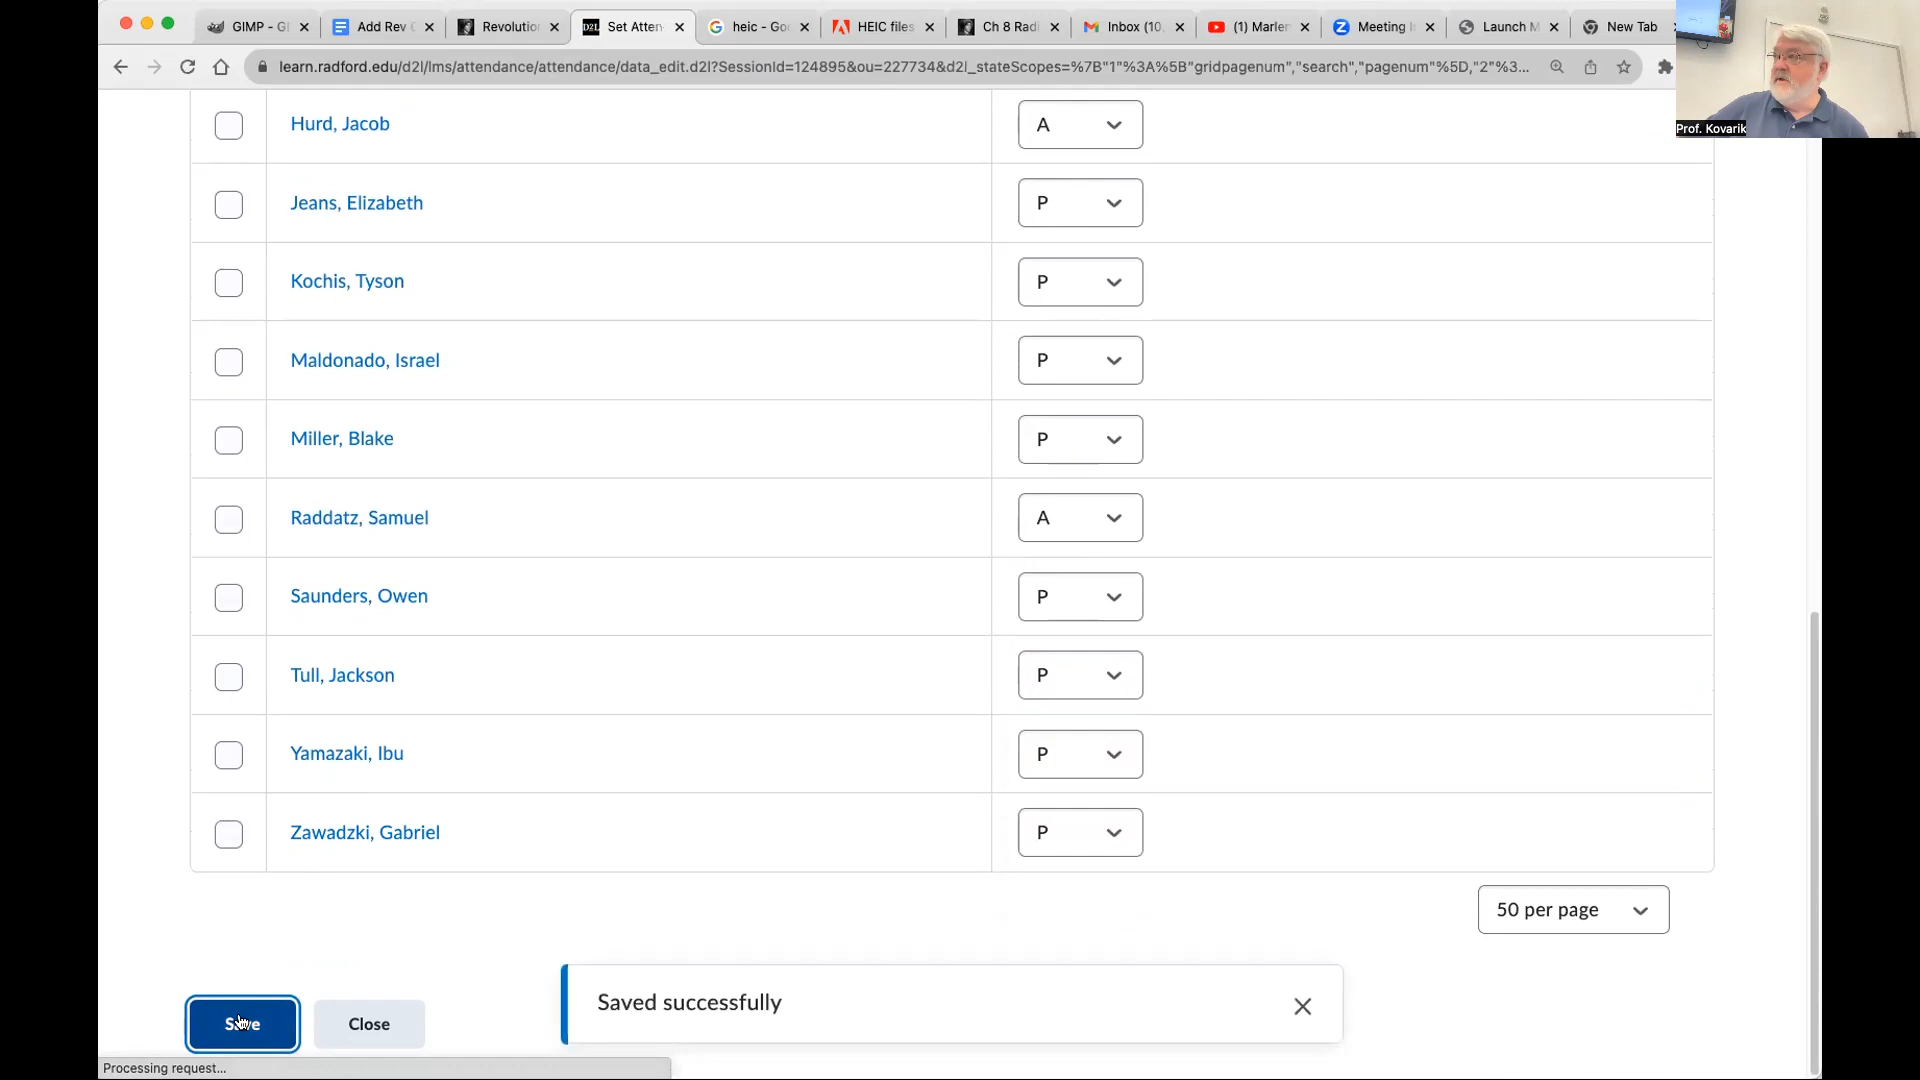 GIMP - G
Add Rev
Revolutio
D2L Set Atten
heic - Go
HEIC files
Ch 8 Rad
Inbox (10,
(1) Marle
Meeting I
Launch M
New Tab
learn.radford.edu/d2l/lms/attendance/attendance/data_edit.d2l?SessionId=124895&ou=227734&d2l_stateScopes=%7B"1"%3A%5B"gridpagenum","search","pagenum"%5D,"2"%3...
Prof. Kovarik
Hurd, Jacob A
Jeans, Elizabeth P
Kochis, Tyson P
Maldonado, Israel P
Miller, Blake P
Raddatz, Samuel A
Saunders, Owen P
Tull, Jackson P
Yamazaki, Ibu P
Zawadzki, Gabriel P
50 per page
Saved successfully
Save Close
Processing request...